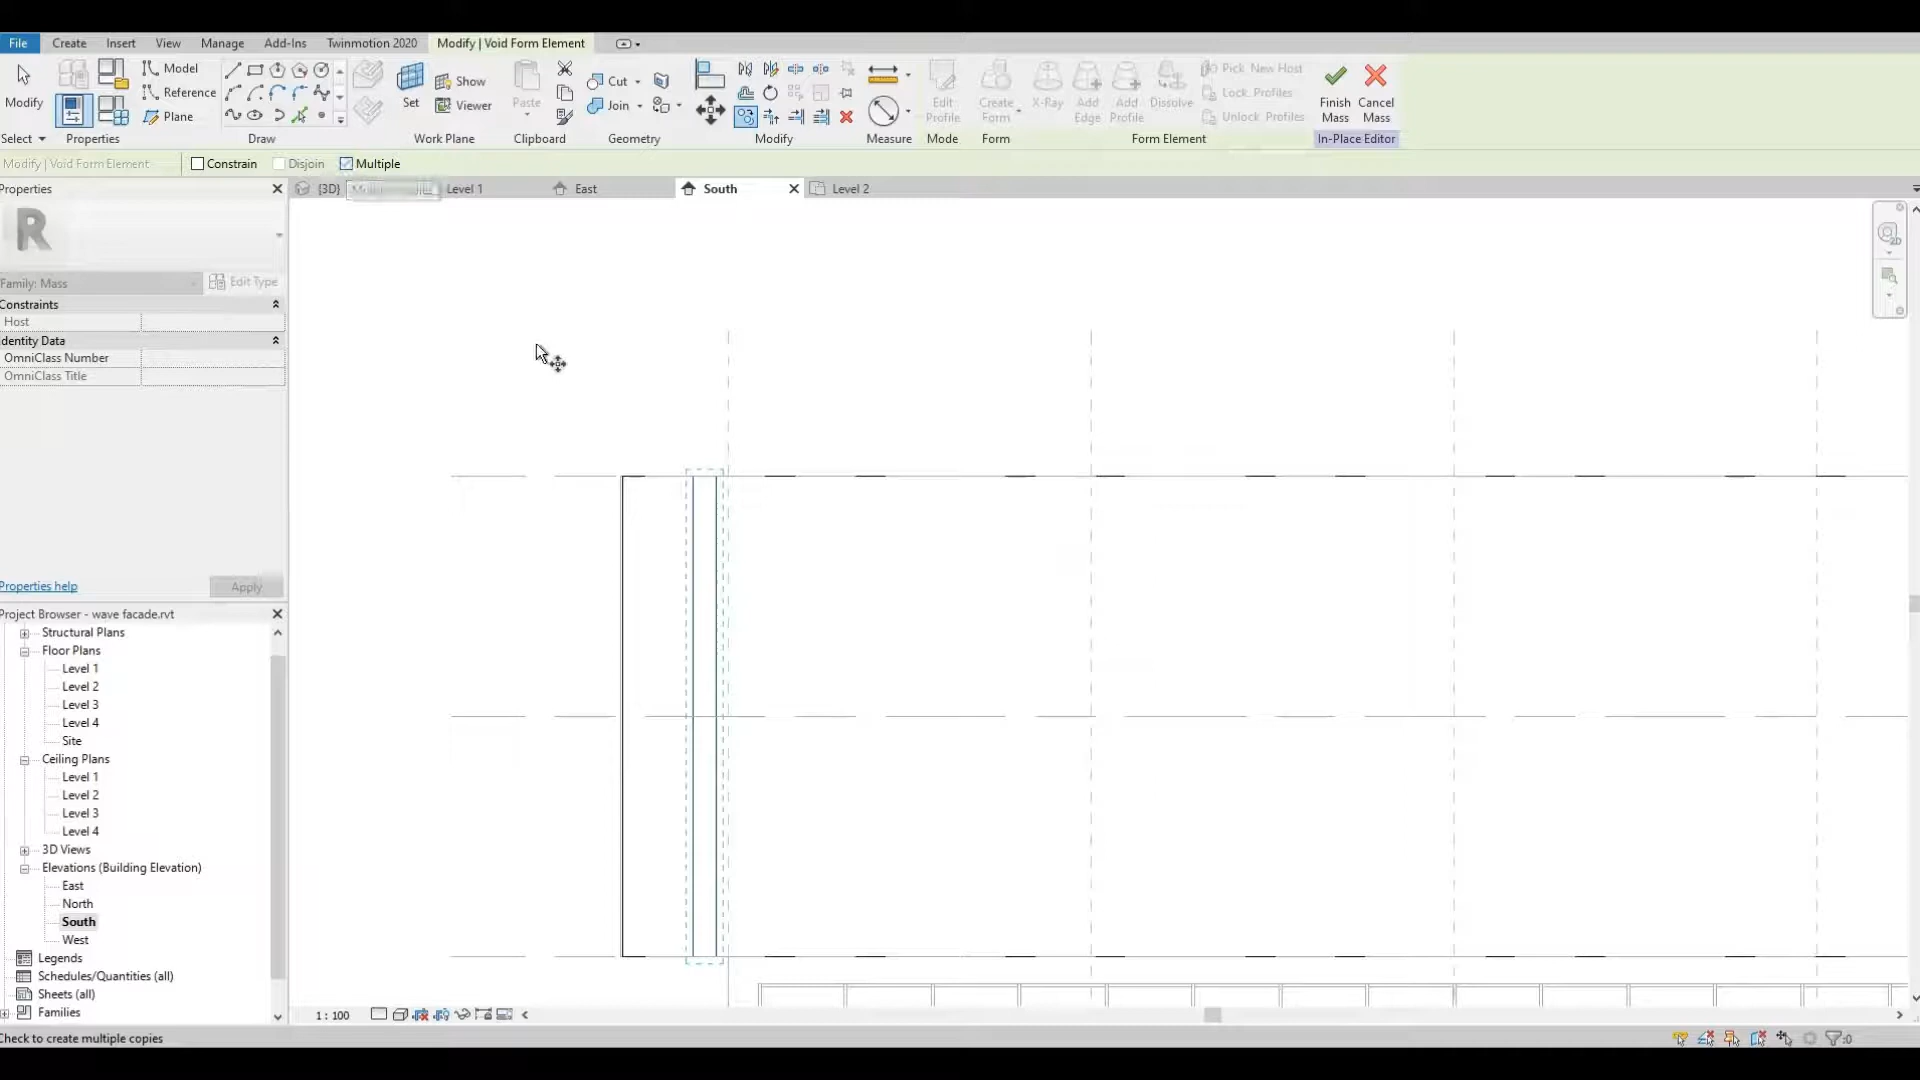 File Create Insert View Manage Add-Ins Twinmotion 2020 Modify | Void Form Element
Model Show Cut Pick New Host
Reference Viewer Join Lock Profiles
Plane Unlock Profiles
Modify Set Paste Edit Profile Create Form X-Ray Add Edge Add Profile Dissolve Finish Mass Cancel Mass
Select Properties Draw Work Plane Clipboard Geometry Modify Measure Mode Form Form Element In-Place Editor
Modify | Void Form Element Constrain Disjoin Multiple
Properties {3D} Level 1 East South Level 2
R
2D
Family: Mass Edit Type
Constraints
Host
dentity Data
OmniClass Number
OmniClass Title
Properties help Apply
Project Browser - wave facade.rvt
Structural Plans
Floor Plans
Level 1
Level 2
Level 3
Level 4
Site
Ceiling Plans
Level 1
Level 2
Level 3
Level 4
3D Views
Elevations (Building Elevation)
East
North
South
West
Legends
Schedules/Quantities (all)
Sheets (all)
Families
1 : 100
Check to create multiple copies :0